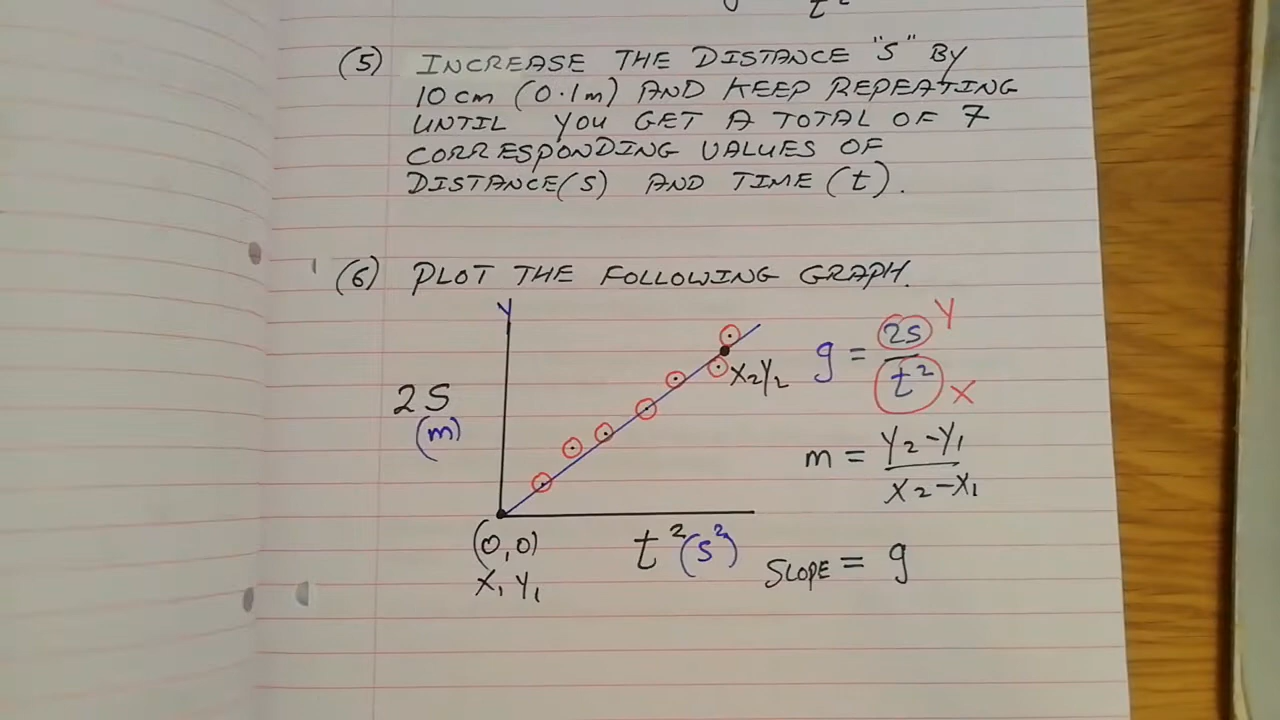 t²
(5) INCREASE THE DISTANCE "S" BY
10 cm (0.1m) AND KEEP REPEATING
UNTIL YOU GET A TOTAL OF 7
CORRESPONDING VALUES OF
DISTANCE(S) AND TIME (t).
(6) PLOT THE FOLLOWING GRAPH.
Y
2S
(m)
X₂Y₂
(0,0)
X₁ Y₁
t² (s²)
g = 2s / t²
Y
X
m = Y₂-Y₁ / X₂-X₁
SLOPE = g